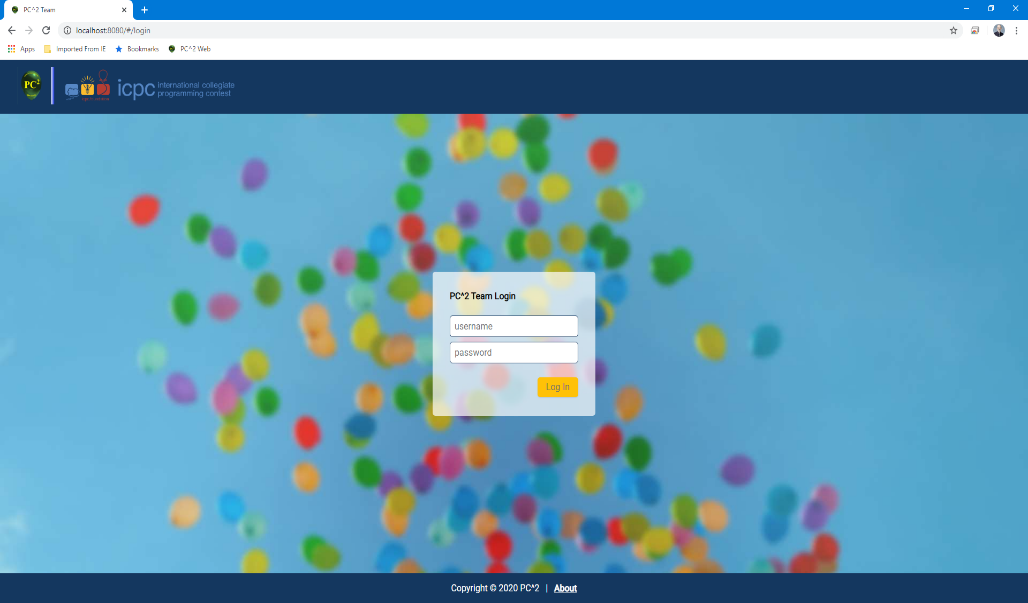 PC^2 Team
localhost:8080/#/login
Apps
Imported From IE
Bookmarks
PC^2 Web
PC²
icpc international collegiate
programming contest
PC^2 Team Login
username
password
Log In
Copyright © 2020 PC^2 | About